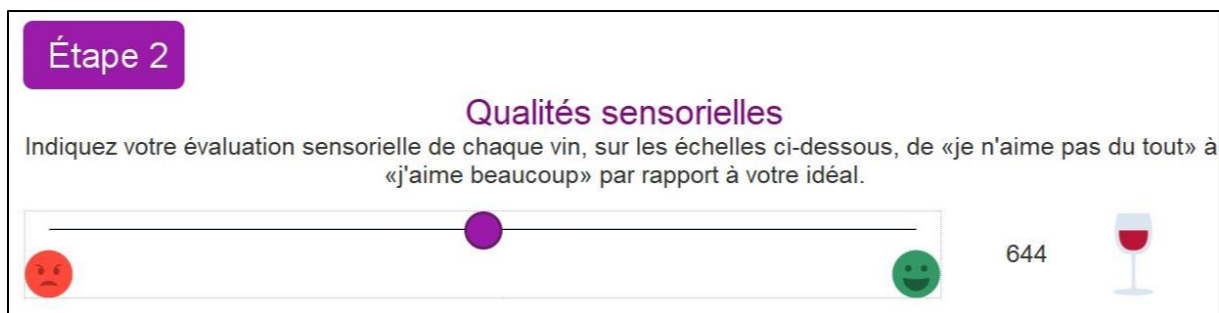 Étape 2
Qualités sensorielles
Indiquez votre évaluation sensorielle de chaque vin, sur les échelles ci-dessous, de «je n'aime pas du tout» à
«j'aime beaucoup» par rapport à votre idéal.
644